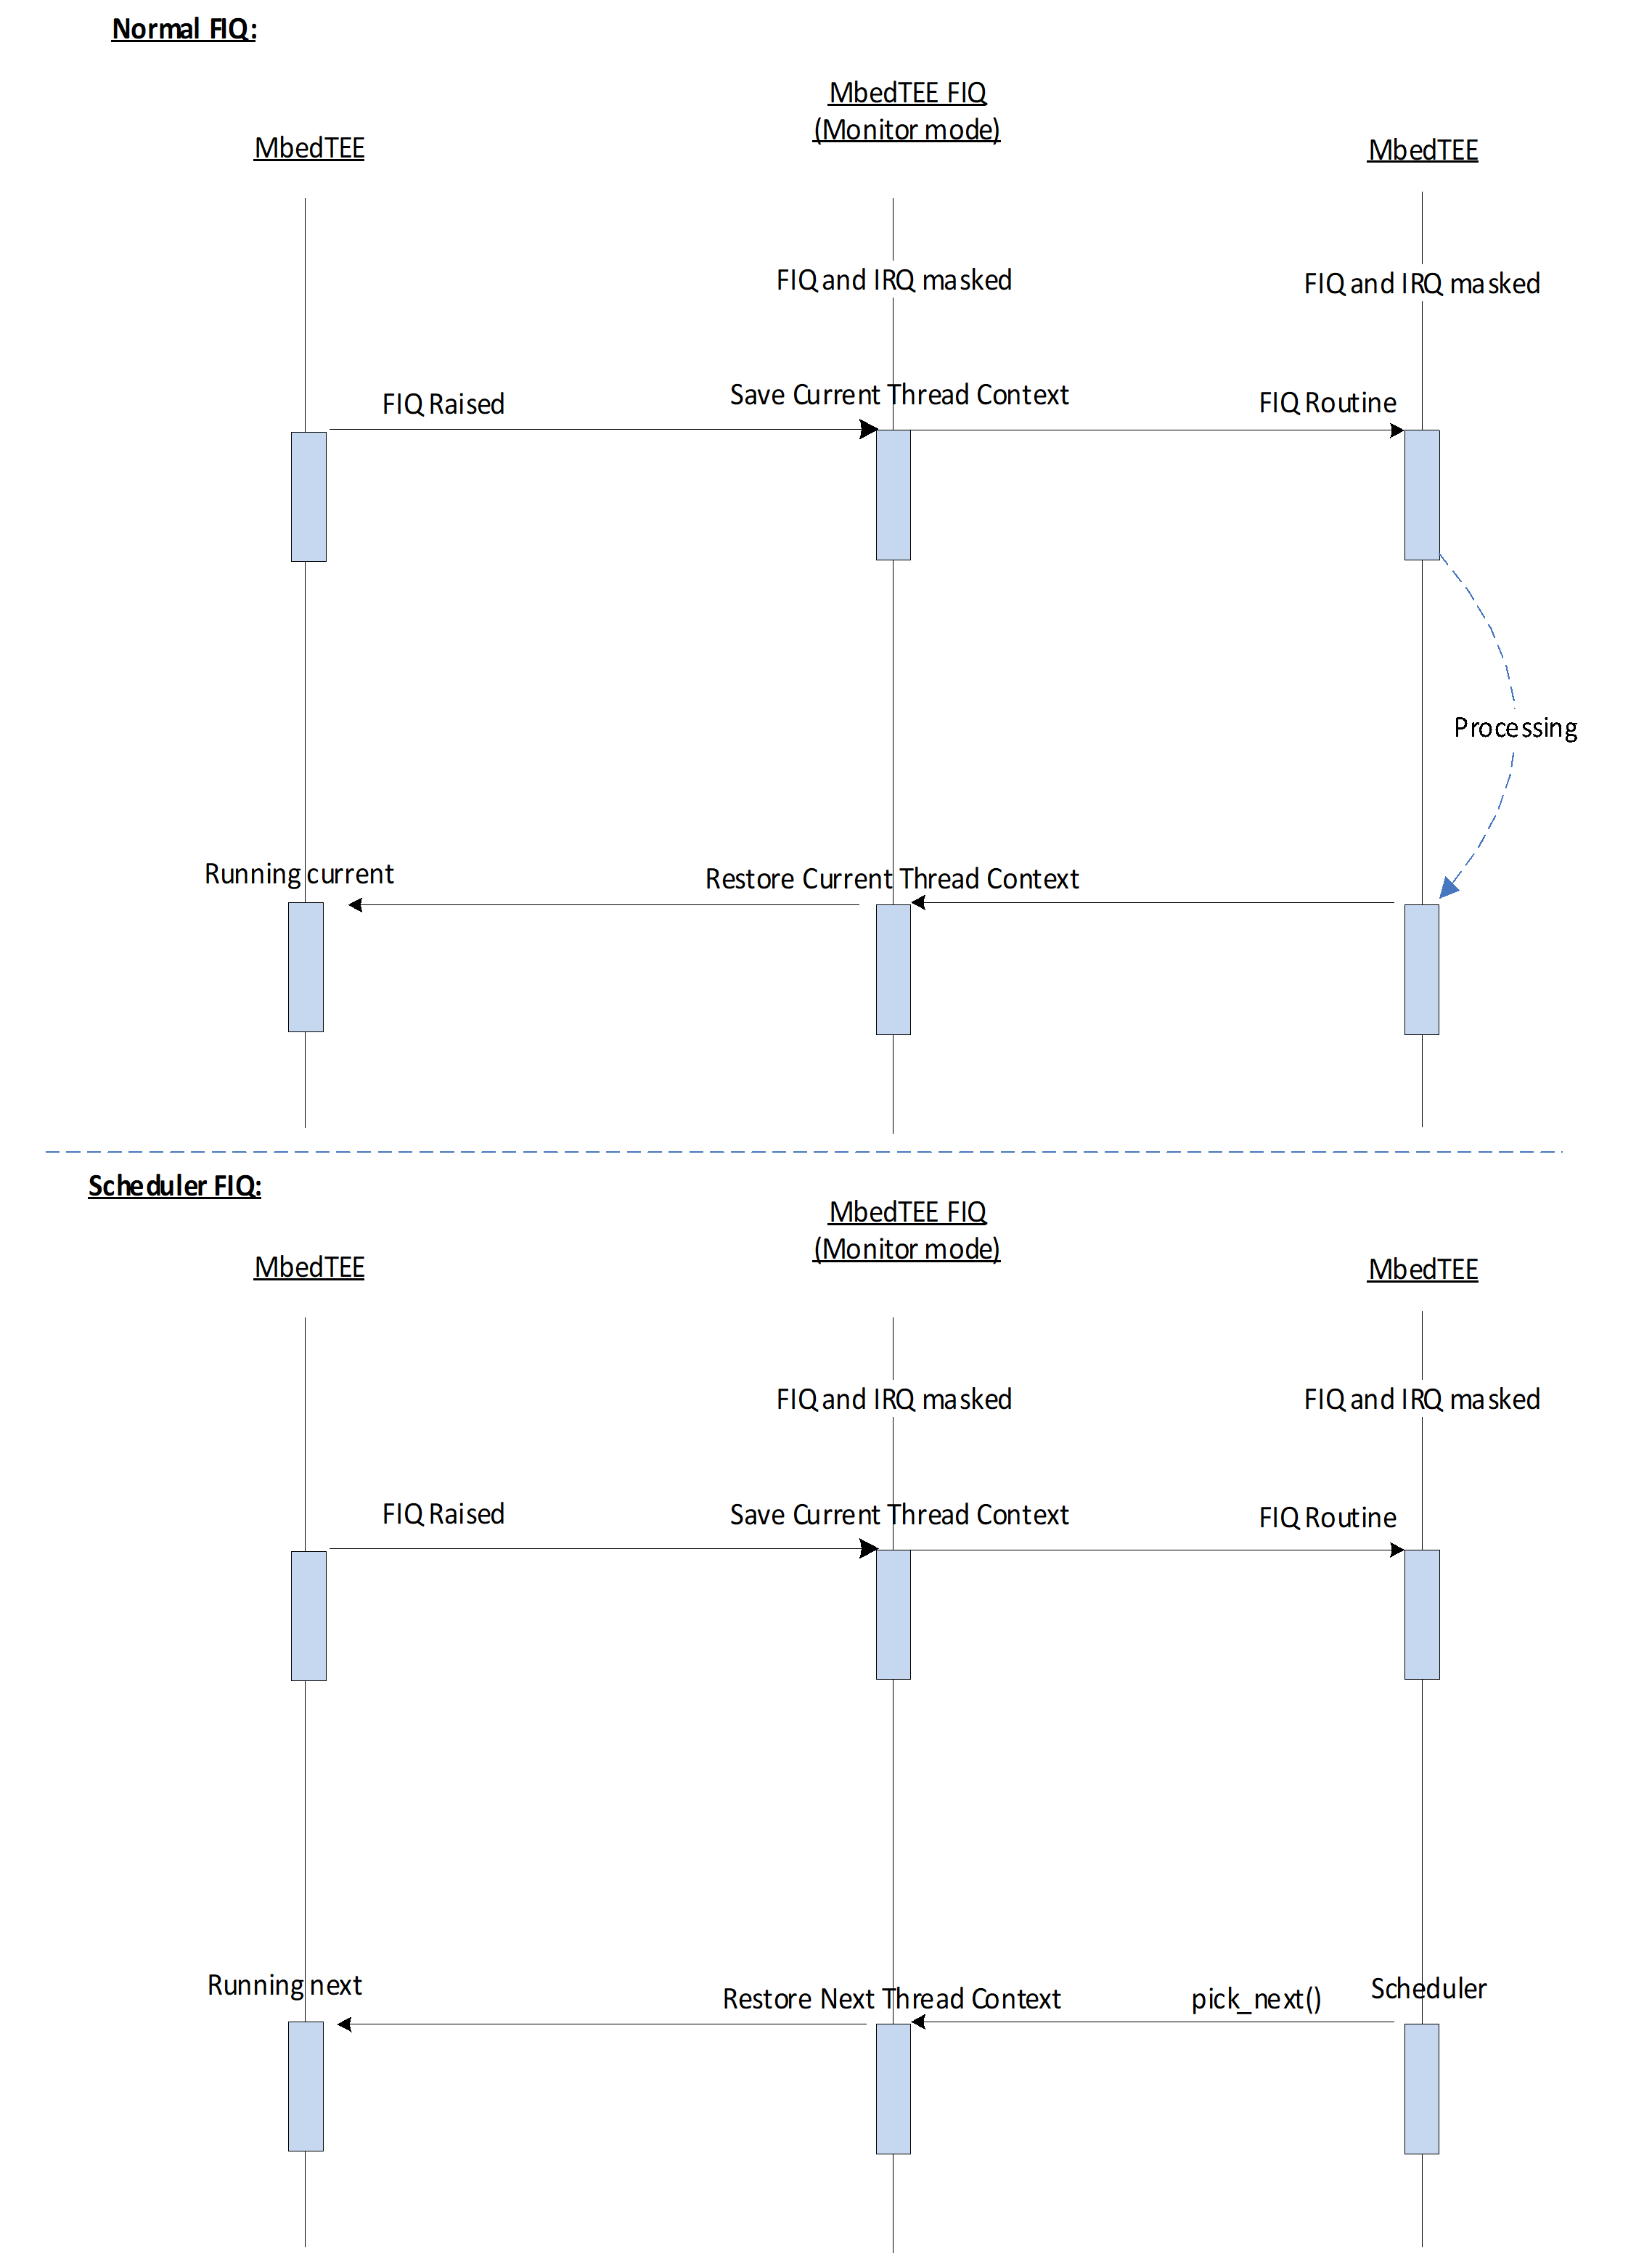 Normal FIQ:
MbedTEE FIQ
(Monitor mode)
MbedTEE
MbedTEE
FIQ and IRQ masked
FIQ and IRQ masked
FIQ Raised
Save Current Thread Context
FIQ Routine
Processing
Running current
Restore Current Thread Context
Scheduler FIQ:
MbedTEE FIQ
(Monitor mode)
MbedTEE
MbedTEE
FIQ and IRQ masked
FIQ and IRQ masked
FIQ Raised
Save Current Thread Context
FIQ Routine
Running next
Restore Next Thread Context
pick_next()
Scheduler